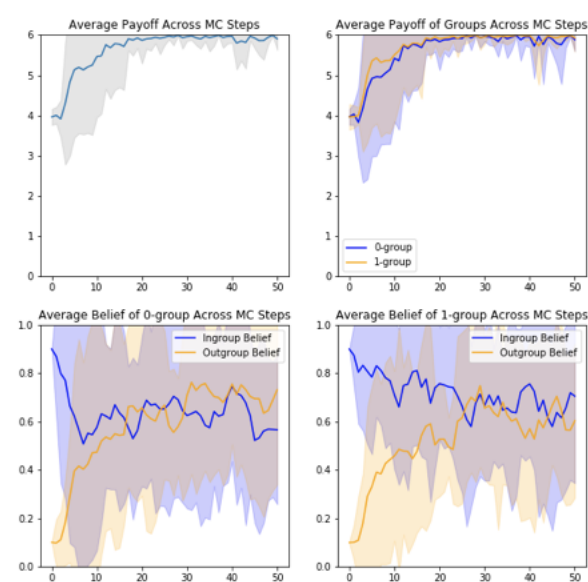 Average Payoff Across MC Steps
6
5
4
3
2
1
0
0 10 20 30 40 50
Average Payoff of Groups Across MC Steps
6
5
4
3
2
1
0
0-group
1-group
0 10 20 30 40 50
Average Belief of 0-group Across MC Steps
1.0
0.8
0.6
0.4
0.2
0.0
Ingroup Belief
Outgroup Belief
0 10 20 30 40 50
Average Belief of 1-group Across MC Steps
1.0
0.8
0.6
0.4
0.2
0.0
Ingroup Belief
Outgroup Belief
0 10 20 30 40 50